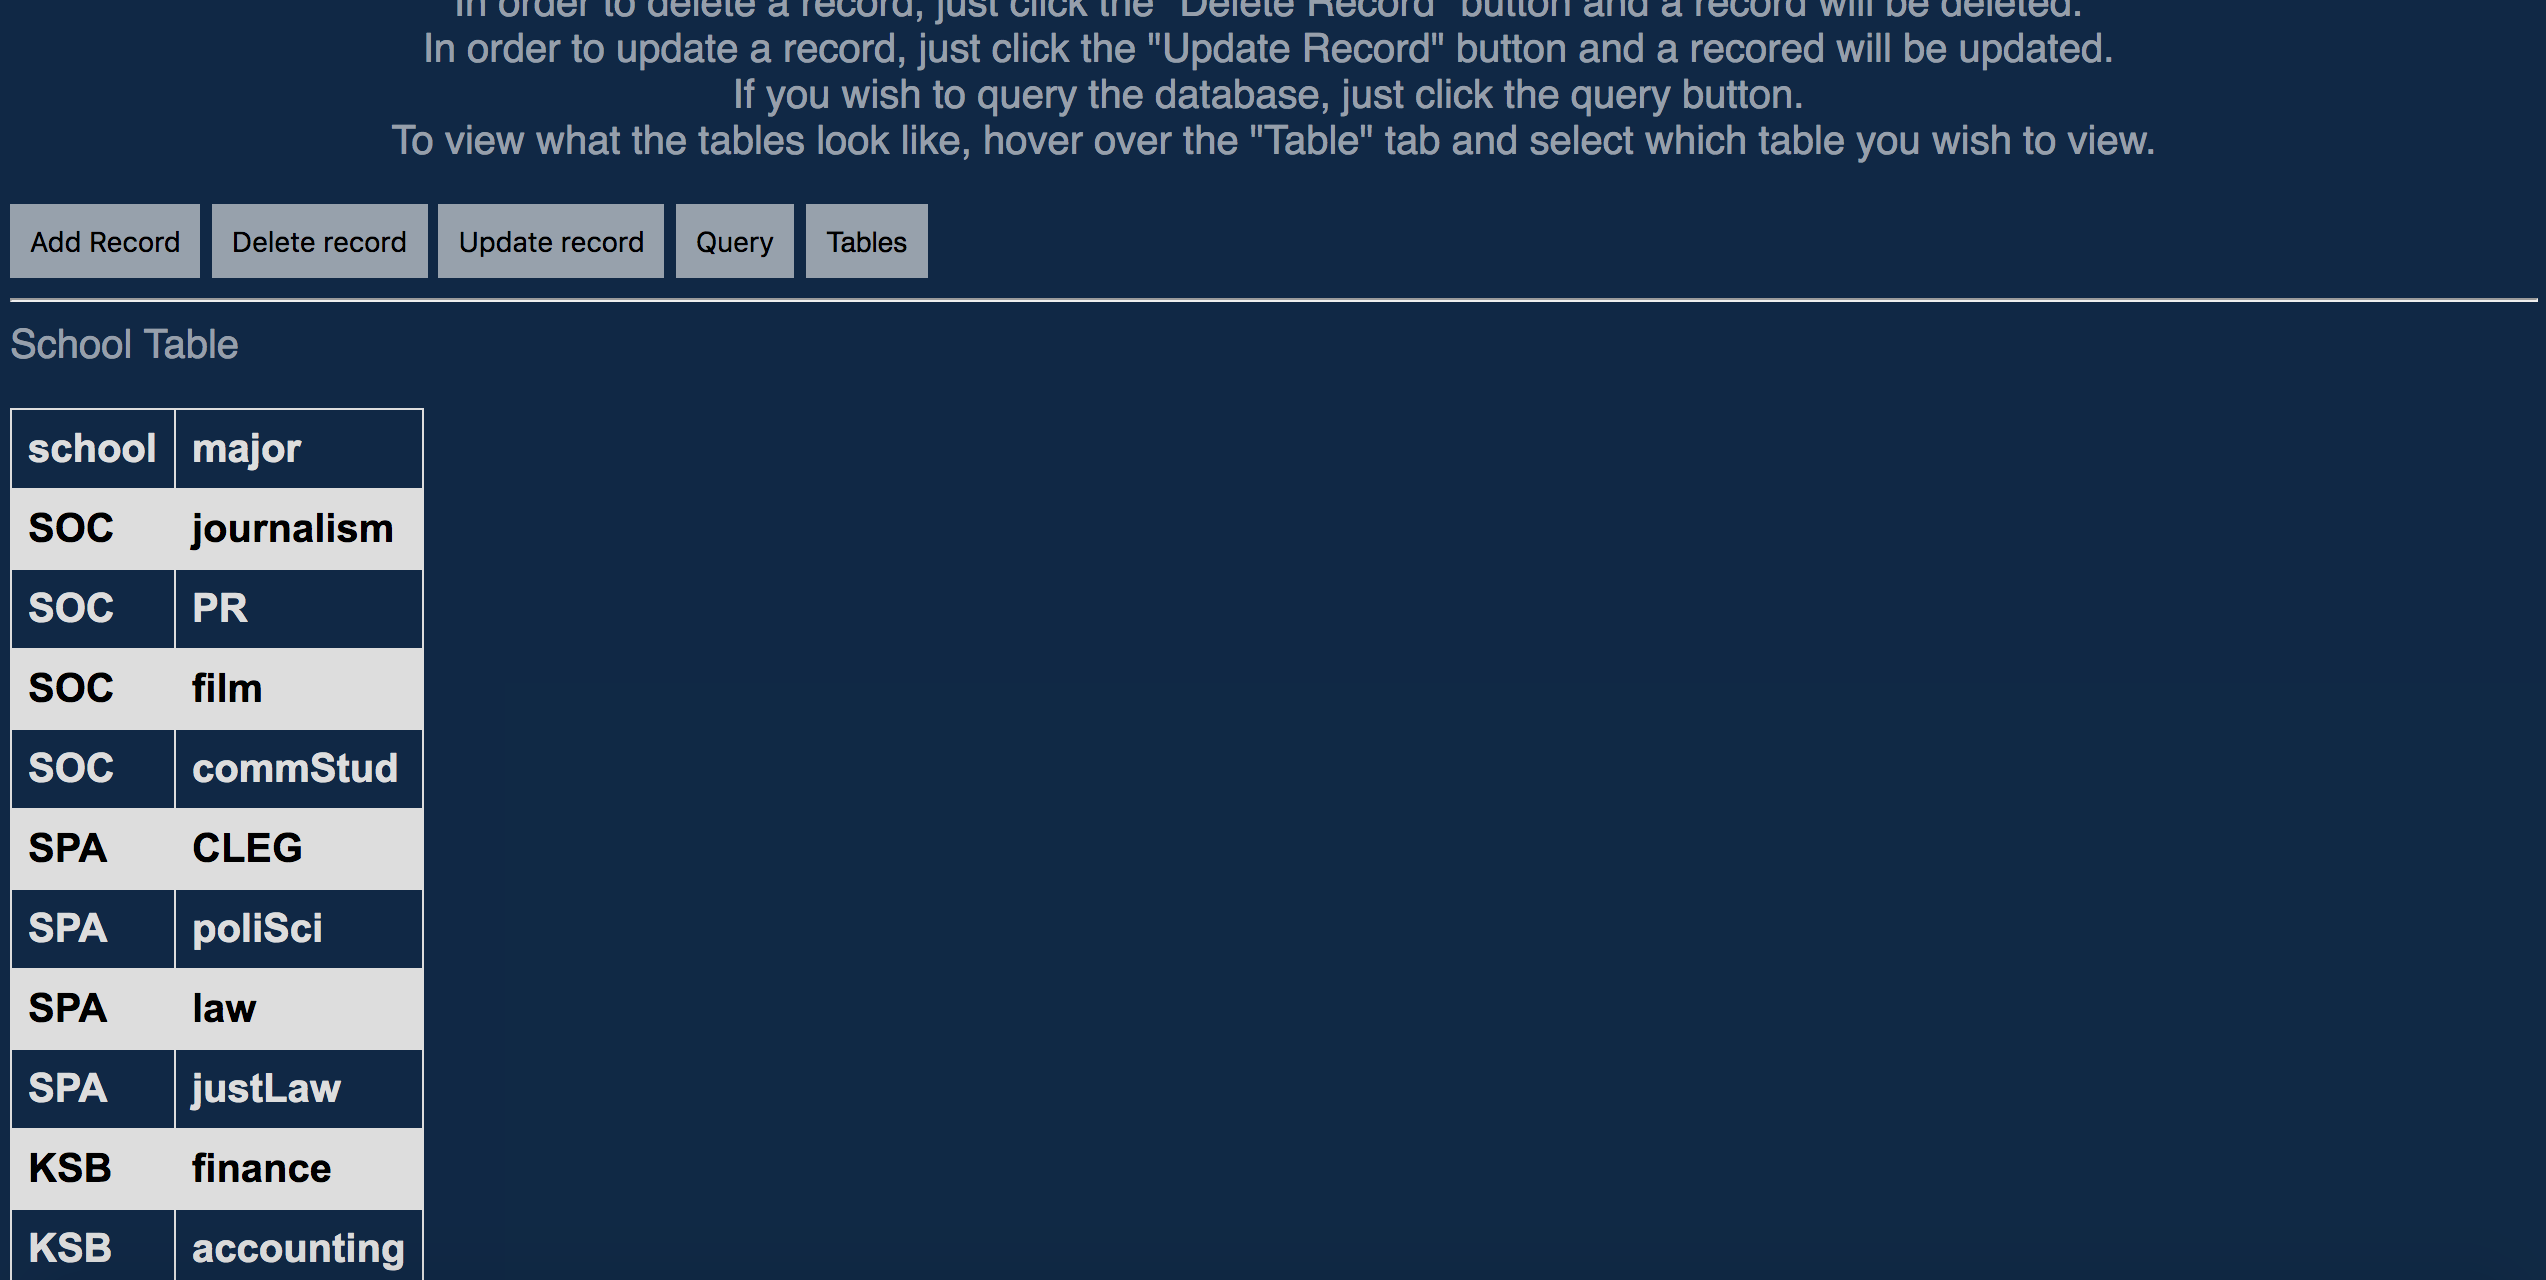 In order to delete a record, just click the "Delete Record" button and a record will be deleted.
In order to update a record, just click the "Update Record" button and a recored will be updated.
If you wish to query the database, just click the query button.
To view what the tables look like, hover over the "Table" tab and select which table you wish to view.
Add Record Delete record Update record Query Tables
School Table
school major
SOC journalism
SOC PR
SOC film
SOC commStud
SPA CLEG
SPA poliSci
SPA law
SPA justLaw
KSB finance
KSB accounting